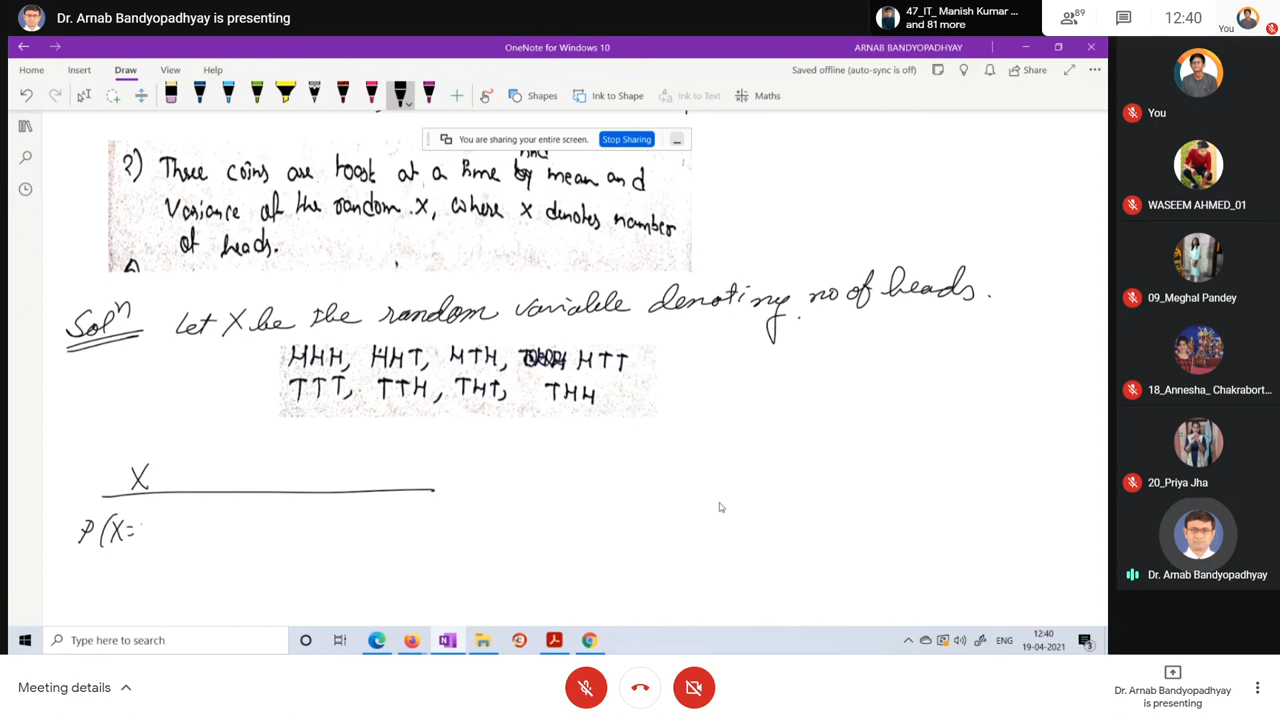 Dr. Arnab Bandyopadhyay is presenting
47_IT_ Manish Kumar ...
and 81 more
89
12:40
You
OneNote for Windows 10
ARNAB BANDYOPADHYAY
Home Insert Draw View Help
Saved offline (auto-sync is off)
Share
Shapes
Ink to Shape
Ink to Text
Maths
You are sharing your entire screen.
Stop Sharing
2) Three coins are tosst at a time by mean and
Variance of the random X, where X denotes number
of heads.
Soln Let X be the random variable denoting no of heads.
HHH, HHT, HTH, HTT
TTT, TTH, THT, THH
X
P(X=
You
WASEEM AHMED_01
09_Meghal Pandey
18_Annesha_ Chakrabort...
20_Priya Jha
Dr. Arnab Bandyopadhyay
Type here to search
ENG
12:40
19-04-2021
3
Meeting details
Dr. Arnab Bandyopadhyay
is presenting